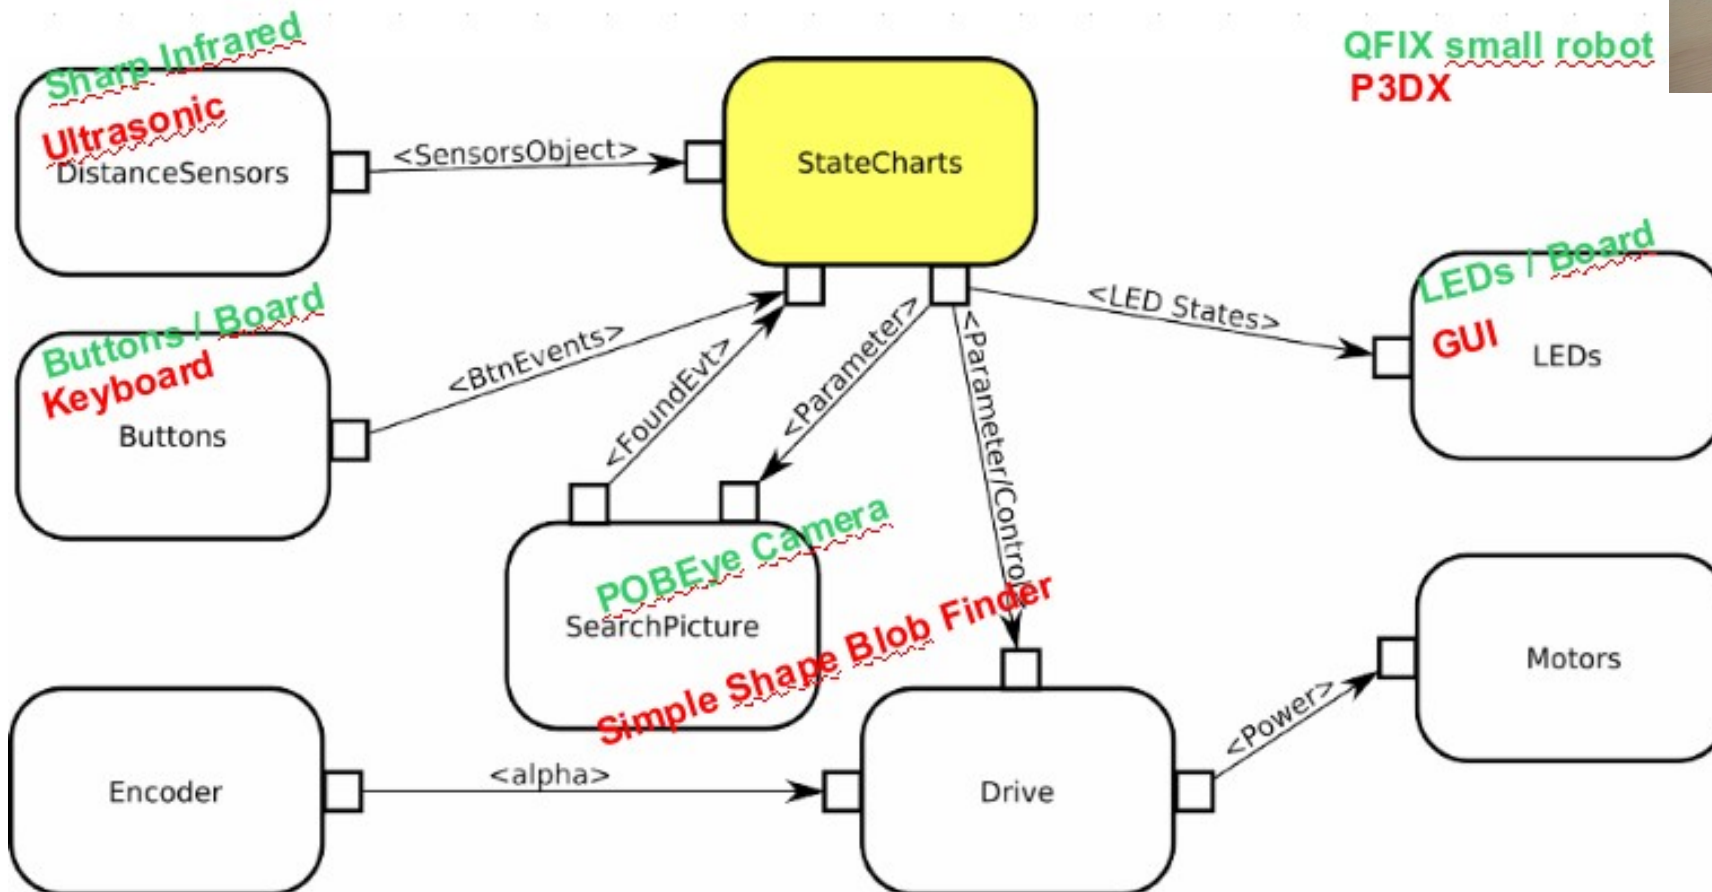 Sharp Infrared
Ultrasonic
DistanceSensors
<SensorsObject>
StateCharts
QFIX small robot
P3DX
Buttons / Board
Keyboard
Buttons
<BtnEvents>
<FoundEvt>
<Parameter>
<Parameter/Contro
<LED States>
LEDs / Board
GUI
LEDs
POBEye Camera
SearchPicture
Simple Shape Blob Finder
Motors
<Power>
Encoder
<alpha>
Drive